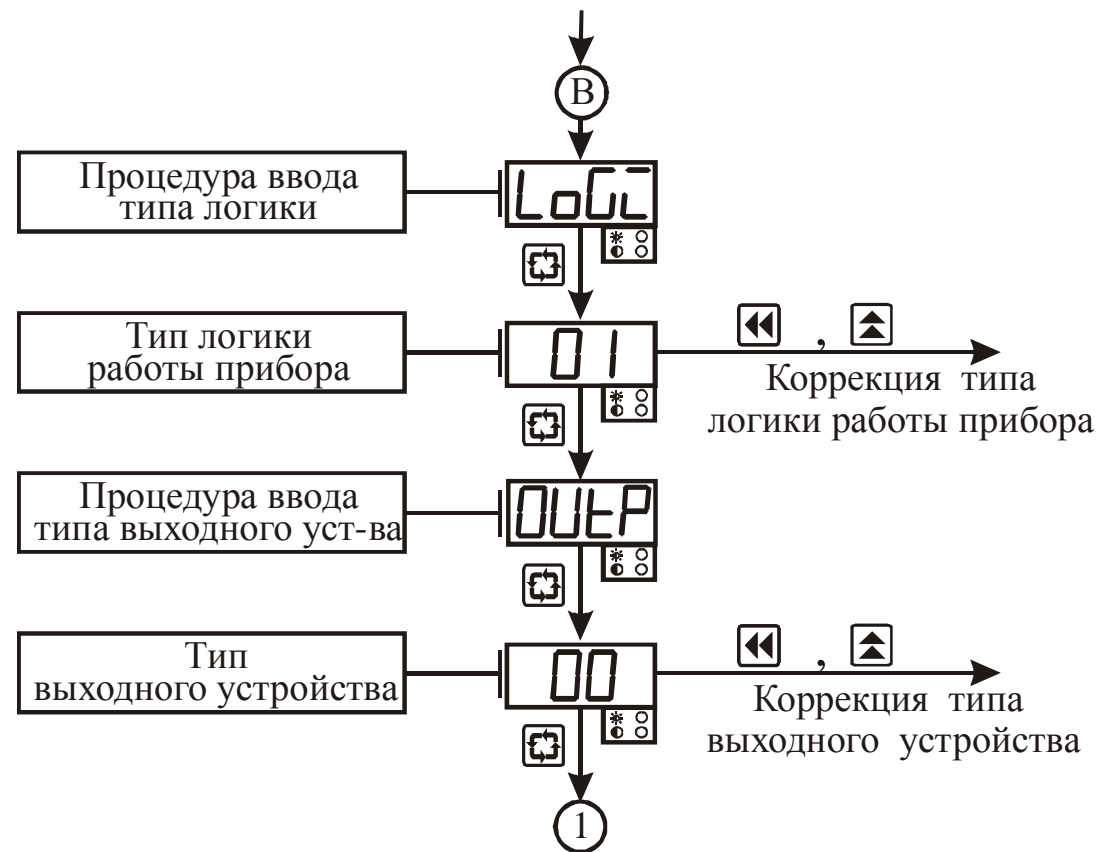 В
Процедура ввода
типа логики
LoGi
Тип логики
работы прибора
01
,
Коррекция типа
логики работы прибора
Процедура ввода
типа выходного уст-ва
OUtP
Тип
выходного устройства
00
,
Коррекция типа
выходного устройства
1